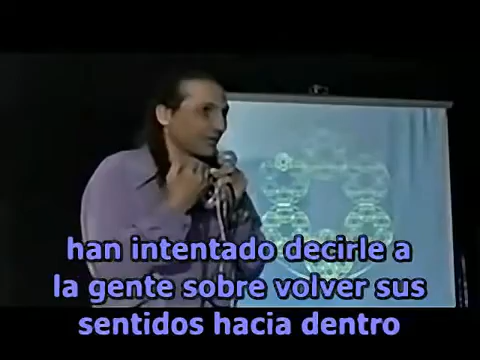 han intentado decirle a
la gente sobre volver sus
sentidos hacia dentro